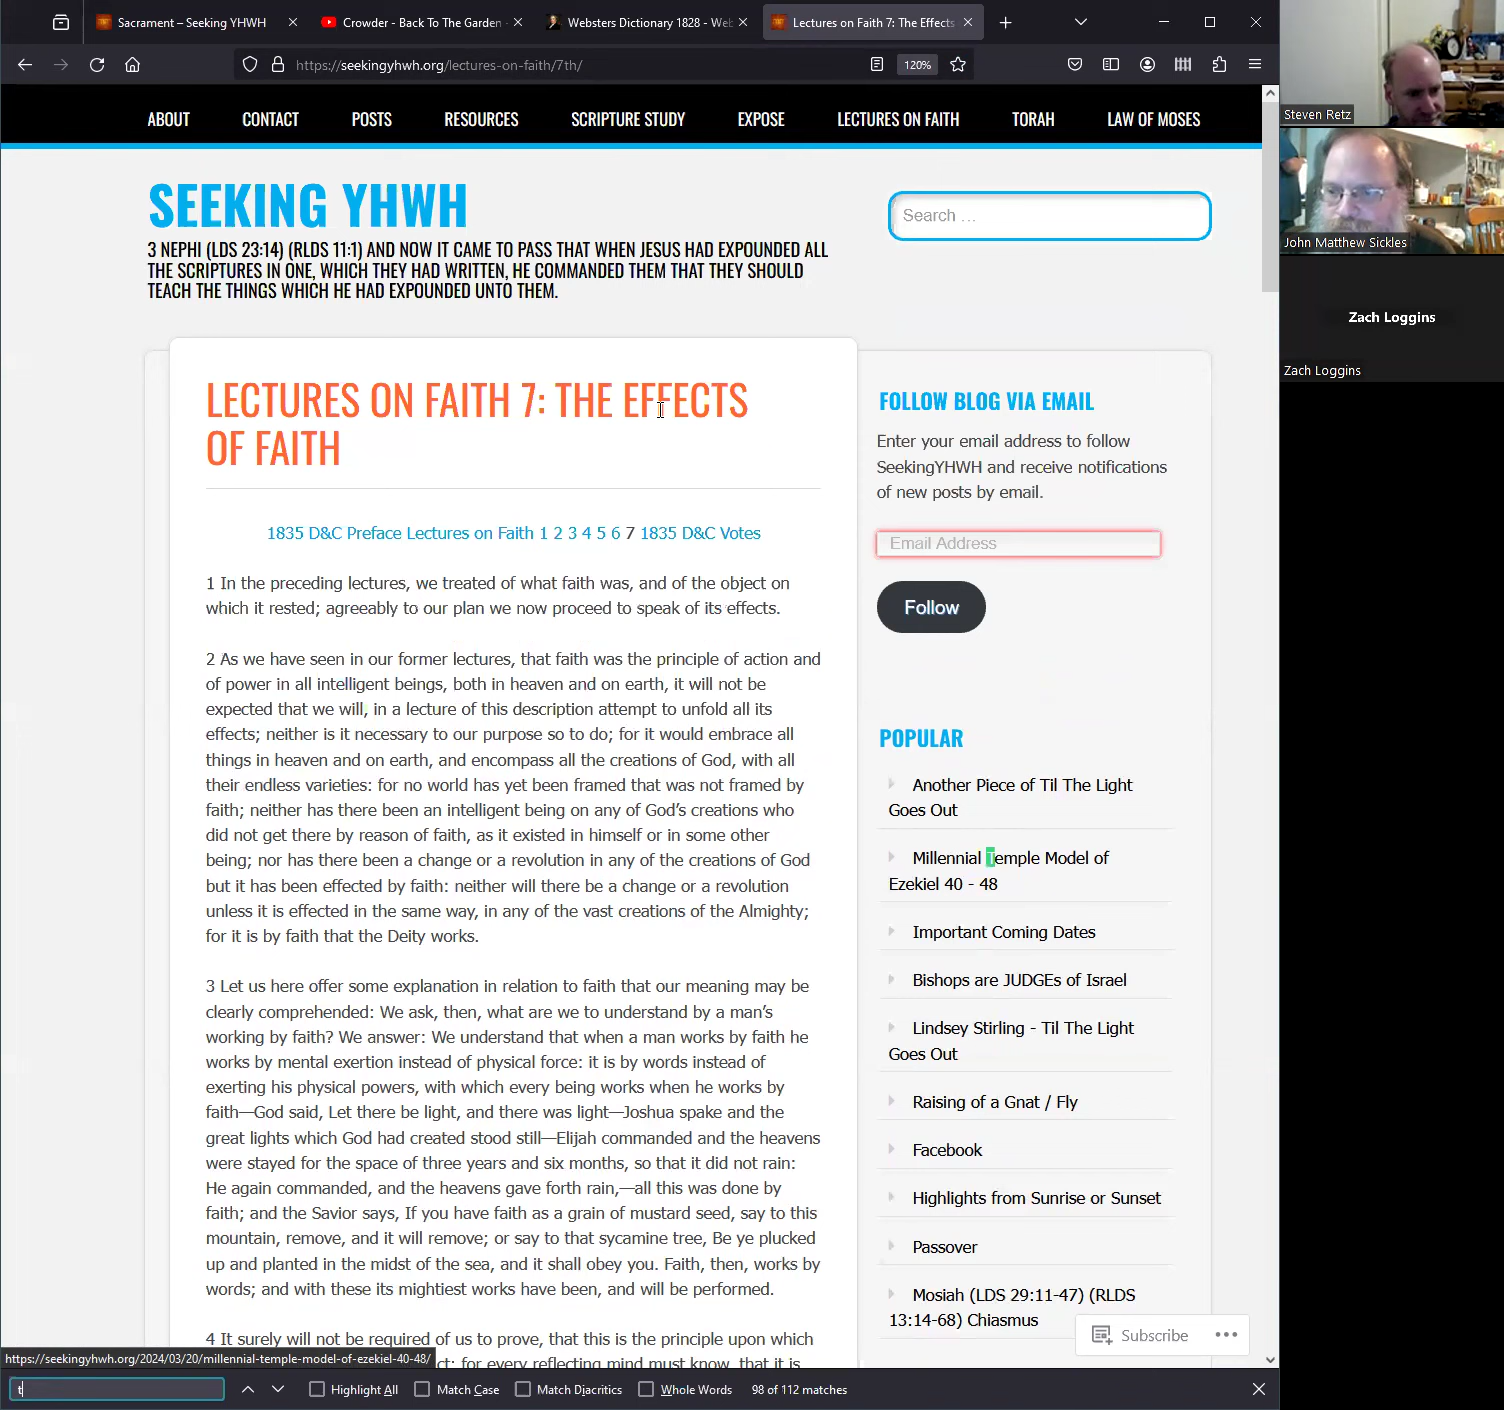 Sacrament – Seeking YHWH
Crowder - Back To The Garden
Websters Dictionary 1828 - Web
Lectures on Faith 7: The Effects
https://seekingyhwh.org/lectures-on-faith/7th/
120%
ABOUT CONTACT POSTS RESOURCES SCRIPTURE STUDY EXPOSE LECTURES ON FAITH TORAH LAW OF MOSES
SEEKING YHWH
3 NEPHI (LDS 23:14) (RLDS 11:1) AND NOW IT CAME TO PASS THAT WHEN JESUS HAD EXPOUNDED ALL
THE SCRIPTURES IN ONE, WHICH THEY HAD WRITTEN, HE COMMANDED THEM THAT THEY SHOULD
TEACH THE THINGS WHICH HE HAD EXPOUNDED UNTO THEM.
Search …
LECTURES ON FAITH 7: THE EFFECTS
OF FAITH
1835 D&C Preface Lectures on Faith 1 2 3 4 5 6 7 1835 D&C Votes
1 In the preceding lectures, we treated of what faith was, and of the object on
which it rested; agreeably to our plan we now proceed to speak of its effects.
2 As we have seen in our former lectures, that faith was the principle of action and
of power in all intelligent beings, both in heaven and on earth, it will not be
expected that we will, in a lecture of this description attempt to unfold all its
effects; neither is it necessary to our purpose so to do; for it would embrace all
things in heaven and on earth, and encompass all the creations of God, with all
their endless varieties: for no world has yet been framed that was not framed by
faith; neither has there been an intelligent being on any of God’s creations who
did not get there by reason of faith, as it existed in himself or in some other
being; nor has there been a change or a revolution in any of the creations of God
but it has been effected by faith: neither will there be a change or a revolution
unless it is effected in the same way, in any of the vast creations of the Almighty;
for it is by faith that the Deity works.
3 Let us here offer some explanation in relation to faith that our meaning may be
clearly comprehended: We ask, then, what are we to understand by a man’s
working by faith? We answer: We understand that when a man works by faith he
works by mental exertion instead of physical force: it is by words instead of
exerting his physical powers, with which every being works when he works by
faith—God said, Let there be light, and there was light—Joshua spake and the
great lights which God had created stood still—Elijah commanded and the heavens
were stayed for the space of three years and six months, so that it did not rain:
He again commanded, and the heavens gave forth rain,—all this was done by
faith; and the Savior says, If you have faith as a grain of mustard seed, say to this
mountain, remove, and it will remove; or say to that sycamine tree, Be ye plucked
up and planted in the midst of the sea, and it shall obey you. Faith, then, works by
words; and with these its mightiest works have been, and will be performed.
4 It surely will not be required of us to prove, that this is the principle upon which
for every reflecting mind must know, that it is
FOLLOW BLOG VIA EMAIL
Enter your email address to follow
SeekingYHWH and receive notifications
of new posts by email.
Email Address
Follow
POPULAR
Another Piece of Til The Light
Goes Out
Millennial Temple Model of
Ezekiel 40 - 48
Important Coming Dates
Bishops are JUDGEs of Israel
Lindsey Stirling - Til The Light
Goes Out
Raising of a Gnat / Fly
Facebook
Highlights from Sunrise or Sunset
Passover
Mosiah (LDS 29:11-47) (RLDS
13:14-68) Chiasmus
Subscribe
https://seekingyhwh.org/2024/03/20/millennial-temple-model-of-ezekiel-40-48/
t
Highlight All Match Case Match Diacritics Whole Words 98 of 112 matches
Steven Retz
John Matthew Sickles
Zach Loggins
Zach Loggins